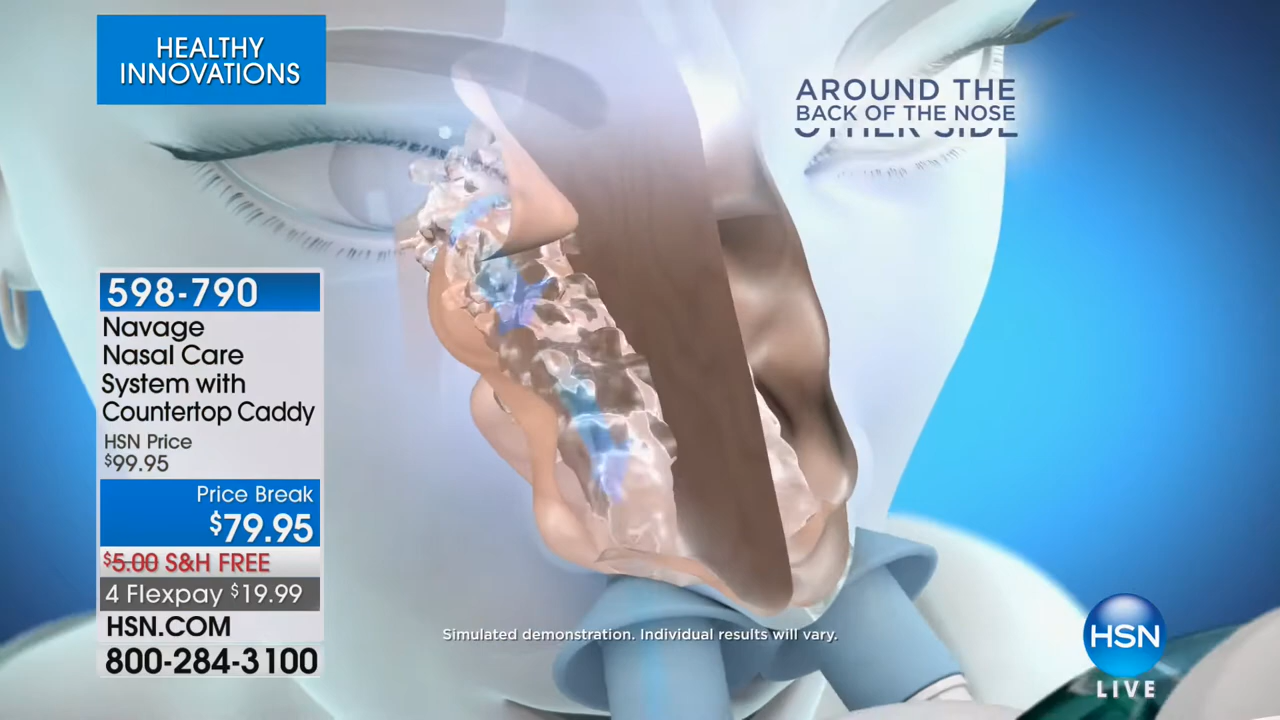 HEALTHY
INNOVATIONS
AROUND THE
BACK OF THE NOSE
OTHER SIDE
598-790
Navage
Nasal Care
System with
Countertop Caddy
HSN Price
$99.95
Price Break
$79.95
$5.00 S&H FREE
4 Flexpay $19.99
HSN.COM
800-284-3100
Simulated demonstration. Individual results will vary.
HSN
LIVE